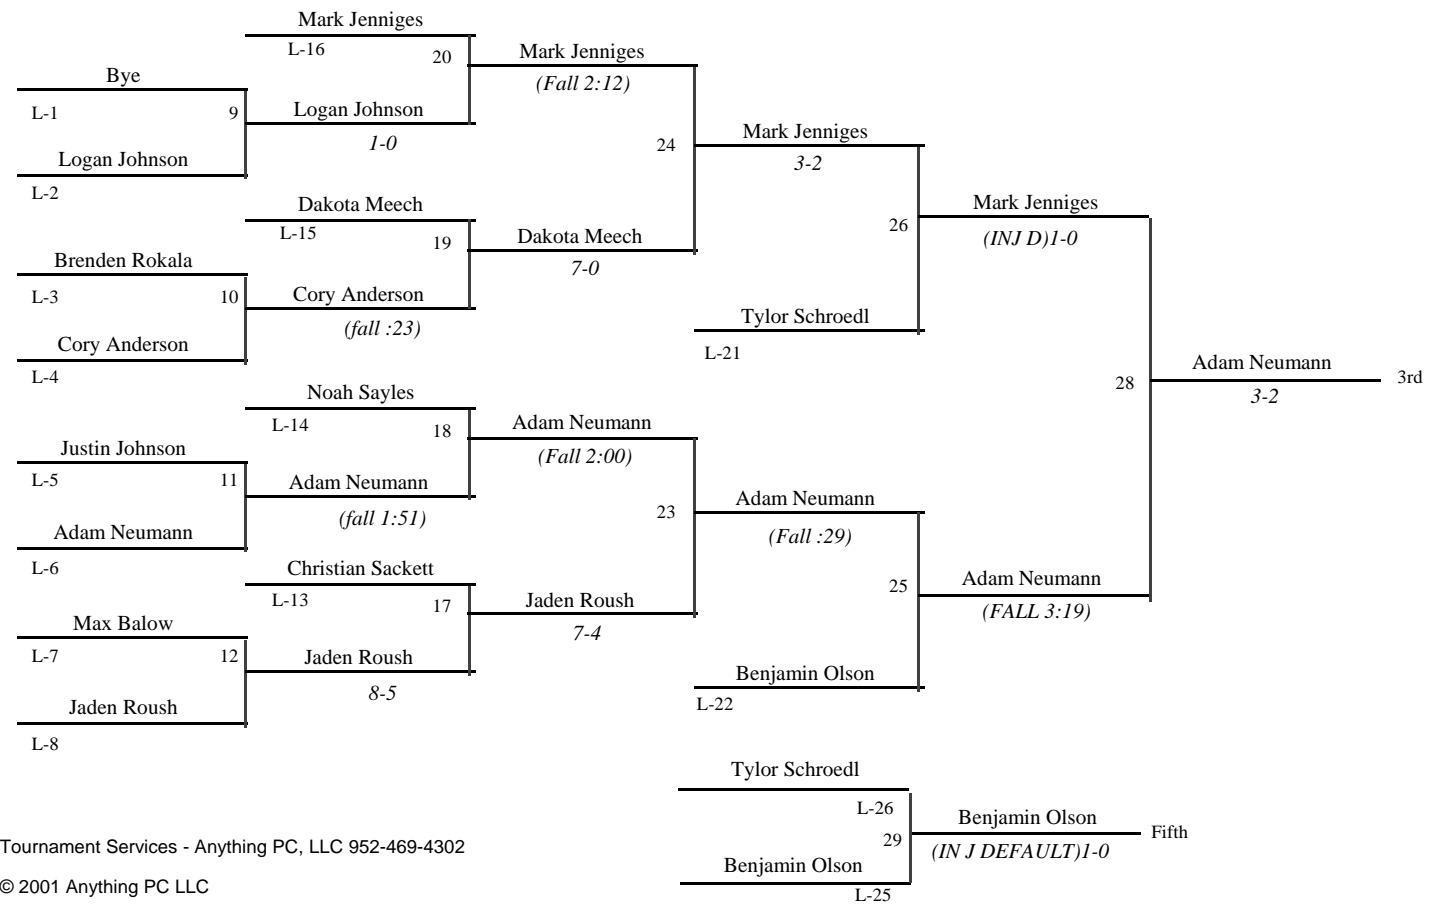 Mark Jenniges
L-16
20
Mark Jenniges
(Fall 2:12)
Bye
L-1
9
Logan Johnson
1-0
Logan Johnson
L-2
24
Mark Jenniges
3-2
Dakota Meech
L-15
19
Dakota Meech
7-0
Brenden Rokala
L-3
10
Cory Anderson
(fall :23)
Cory Anderson
L-4
26
Mark Jenniges
(INJ D)1-0
Tylor Schroedl
L-21
28
Adam Neumann
3-2
3rd
Noah Sayles
L-14
18
Adam Neumann
(Fall 2:00)
Justin Johnson
L-5
11
Adam Neumann
(fall 1:51)
Adam Neumann
L-6
23
Adam Neumann
(Fall :29)
Christian Sackett
L-13
17
Jaden Roush
7-4
Max Balow
L-7
12
Jaden Roush
8-5
Jaden Roush
L-8
25
Adam Neumann
(FALL 3:19)
Benjamin Olson
L-22
Tylor Schroedl
L-26
29
Benjamin Olson
(IN J DEFAULT)1-0
Fifth
Benjamin Olson
L-25
Tournament Services - Anything PC, LLC 952-469-4302
© 2001 Anything PC LLC